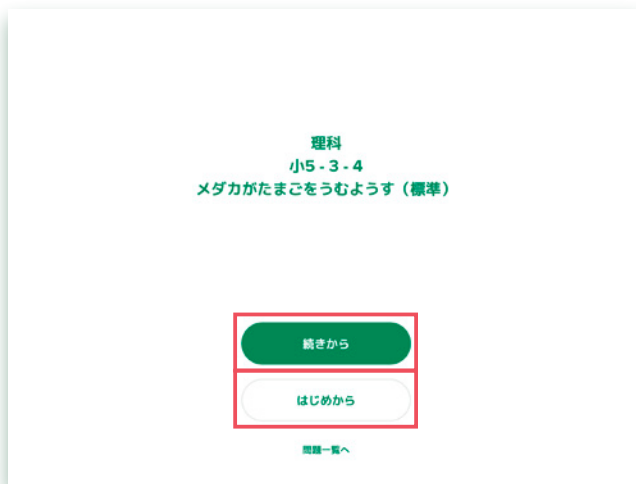 理科
小5 - 3 - 4
メダカがたまごをうむようす（標準）
続きから
はじめから
問題一覧へ